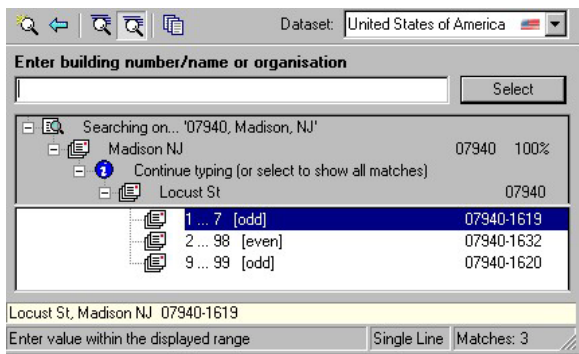 Dataset: United States of America
Enter building number/name or organisation
Select
Searching on... '07940, Madison, NJ'
Madison NJ 07940 100%
Continue typing (or select to show all matches)
Locust St 07940
1 ... 7 [odd] 07940-1619
2 ... 98 [even] 07940-1632
9 ... 99 [odd] 07940-1620
Locust St, Madison NJ 07940-1619
Enter value within the displayed range Single Line Matches: 3